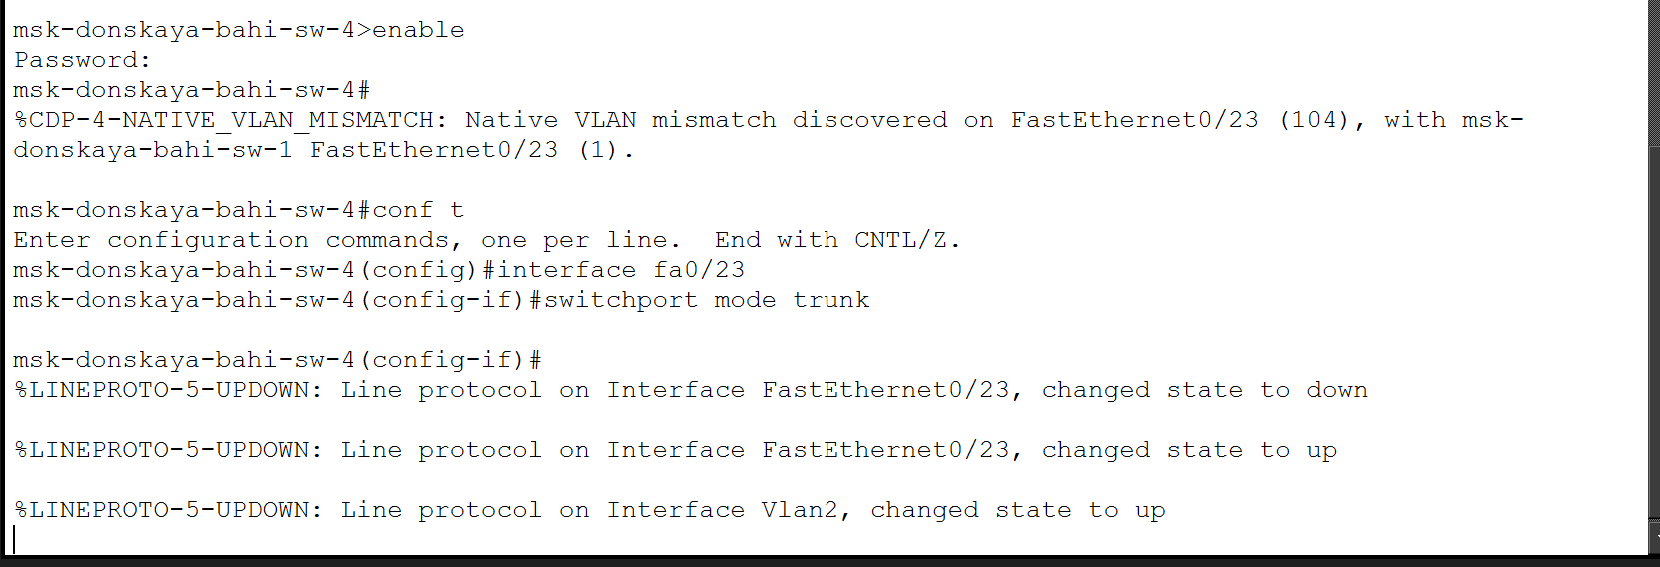 msk-donskaya-bahi-sw-4>enable
Password:
msk-donskaya-bahi-sw-4#
%CDP-4-NATIVE_VLAN_MISMATCH: Native VLAN mismatch discovered on FastEthernet0/23 (104), with msk-
donskaya-bahi-sw-1 FastEthernet0/23 (1).
msk-donskaya-bahi-sw-4#conf t
Enter configuration commands, one per line.  End with CNTL/Z.
msk-donskaya-bahi-sw-4(config)#interface fa0/23
msk-donskaya-bahi-sw-4(config-if)#switchport mode trunk
msk-donskaya-bahi-sw-4(config-if)#
%LINEPROTO-5-UPDOWN: Line protocol on Interface FastEthernet0/23, changed state to down
%LINEPROTO-5-UPDOWN: Line protocol on Interface FastEthernet0/23, changed state to up
%LINEPROTO-5-UPDOWN: Line protocol on Interface Vlan2, changed state to up